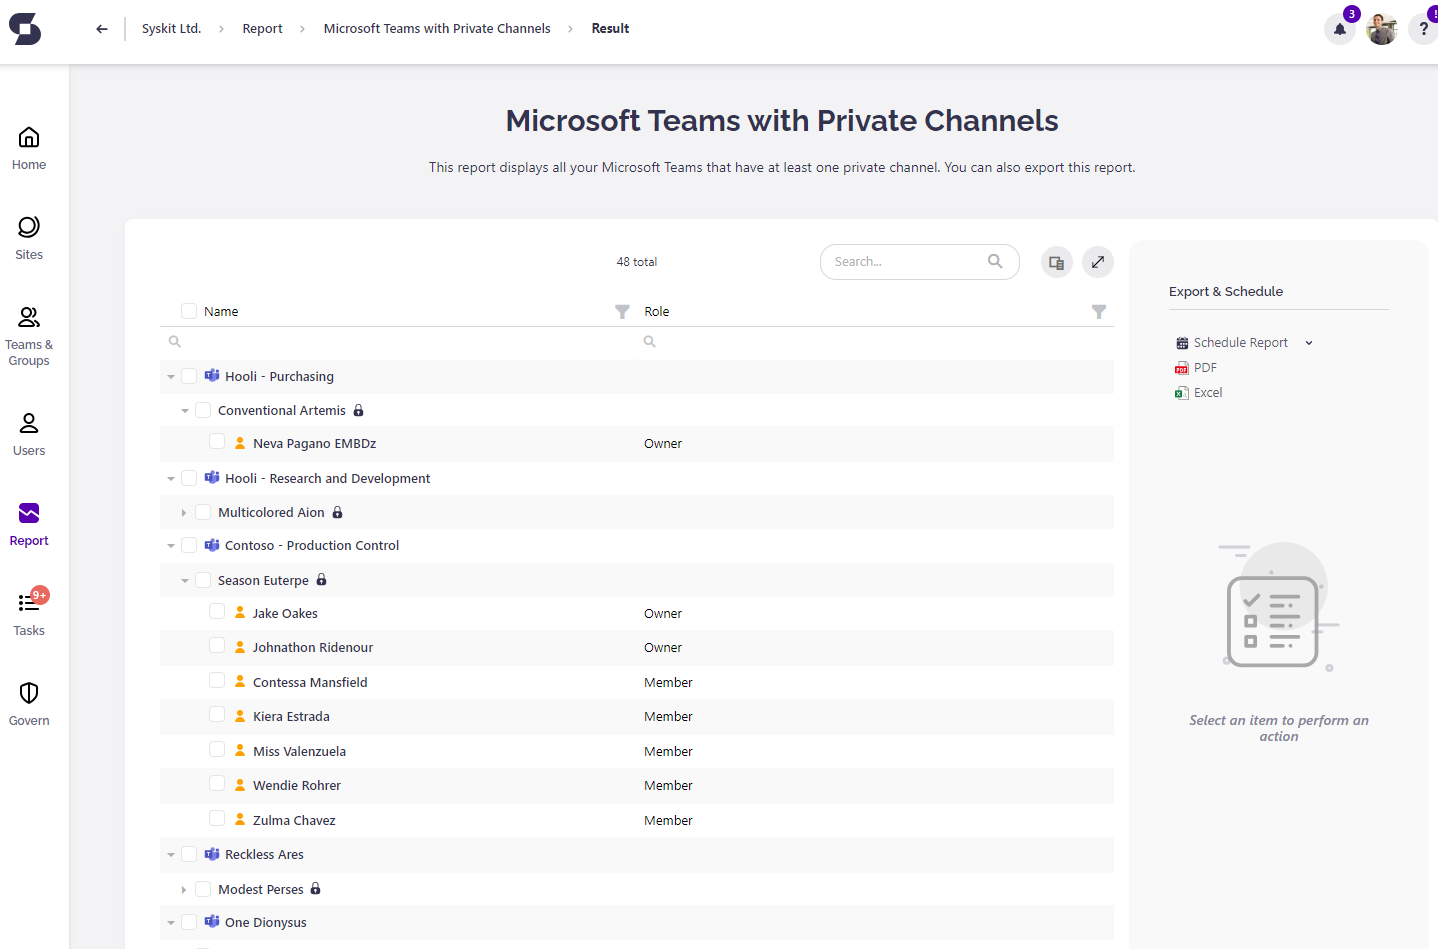 Syskit Ltd. > Report > Microsoft Teams with Private Channels > Result
3
!
?
Home
Sites
Teams &
Groups
Users
Report
9+
Tasks
Govern
Microsoft Teams with Private Channels
This report displays all your Microsoft Teams that have at least one private channel. You can also export this report.
48 total
Search...
Name Role
Hooli - Purchasing
Conventional Artemis
Neva Pagano EMBDz Owner
Hooli - Research and Development
Multicolored Aion
Contoso - Production Control
Season Euterpe
Jake Oakes Owner
Johnathon Ridenour Owner
Contessa Mansfield Member
Kiera Estrada Member
Miss Valenzuela Member
Wendie Rohrer Member
Zulma Chavez Member
Reckless Ares
Modest Perses
One Dionysus
Export & Schedule
Schedule Report
PDF
Excel
Select an item to perform an
action